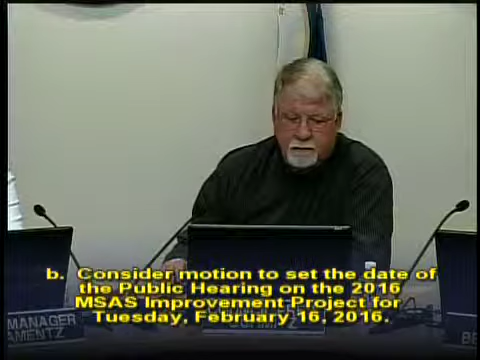 b. Consider motion to set the date of
the Public Hearing on the 2016
MSAS Improvement Project for
Tuesday, February 16, 2016.
MANAGER
AMENTZ